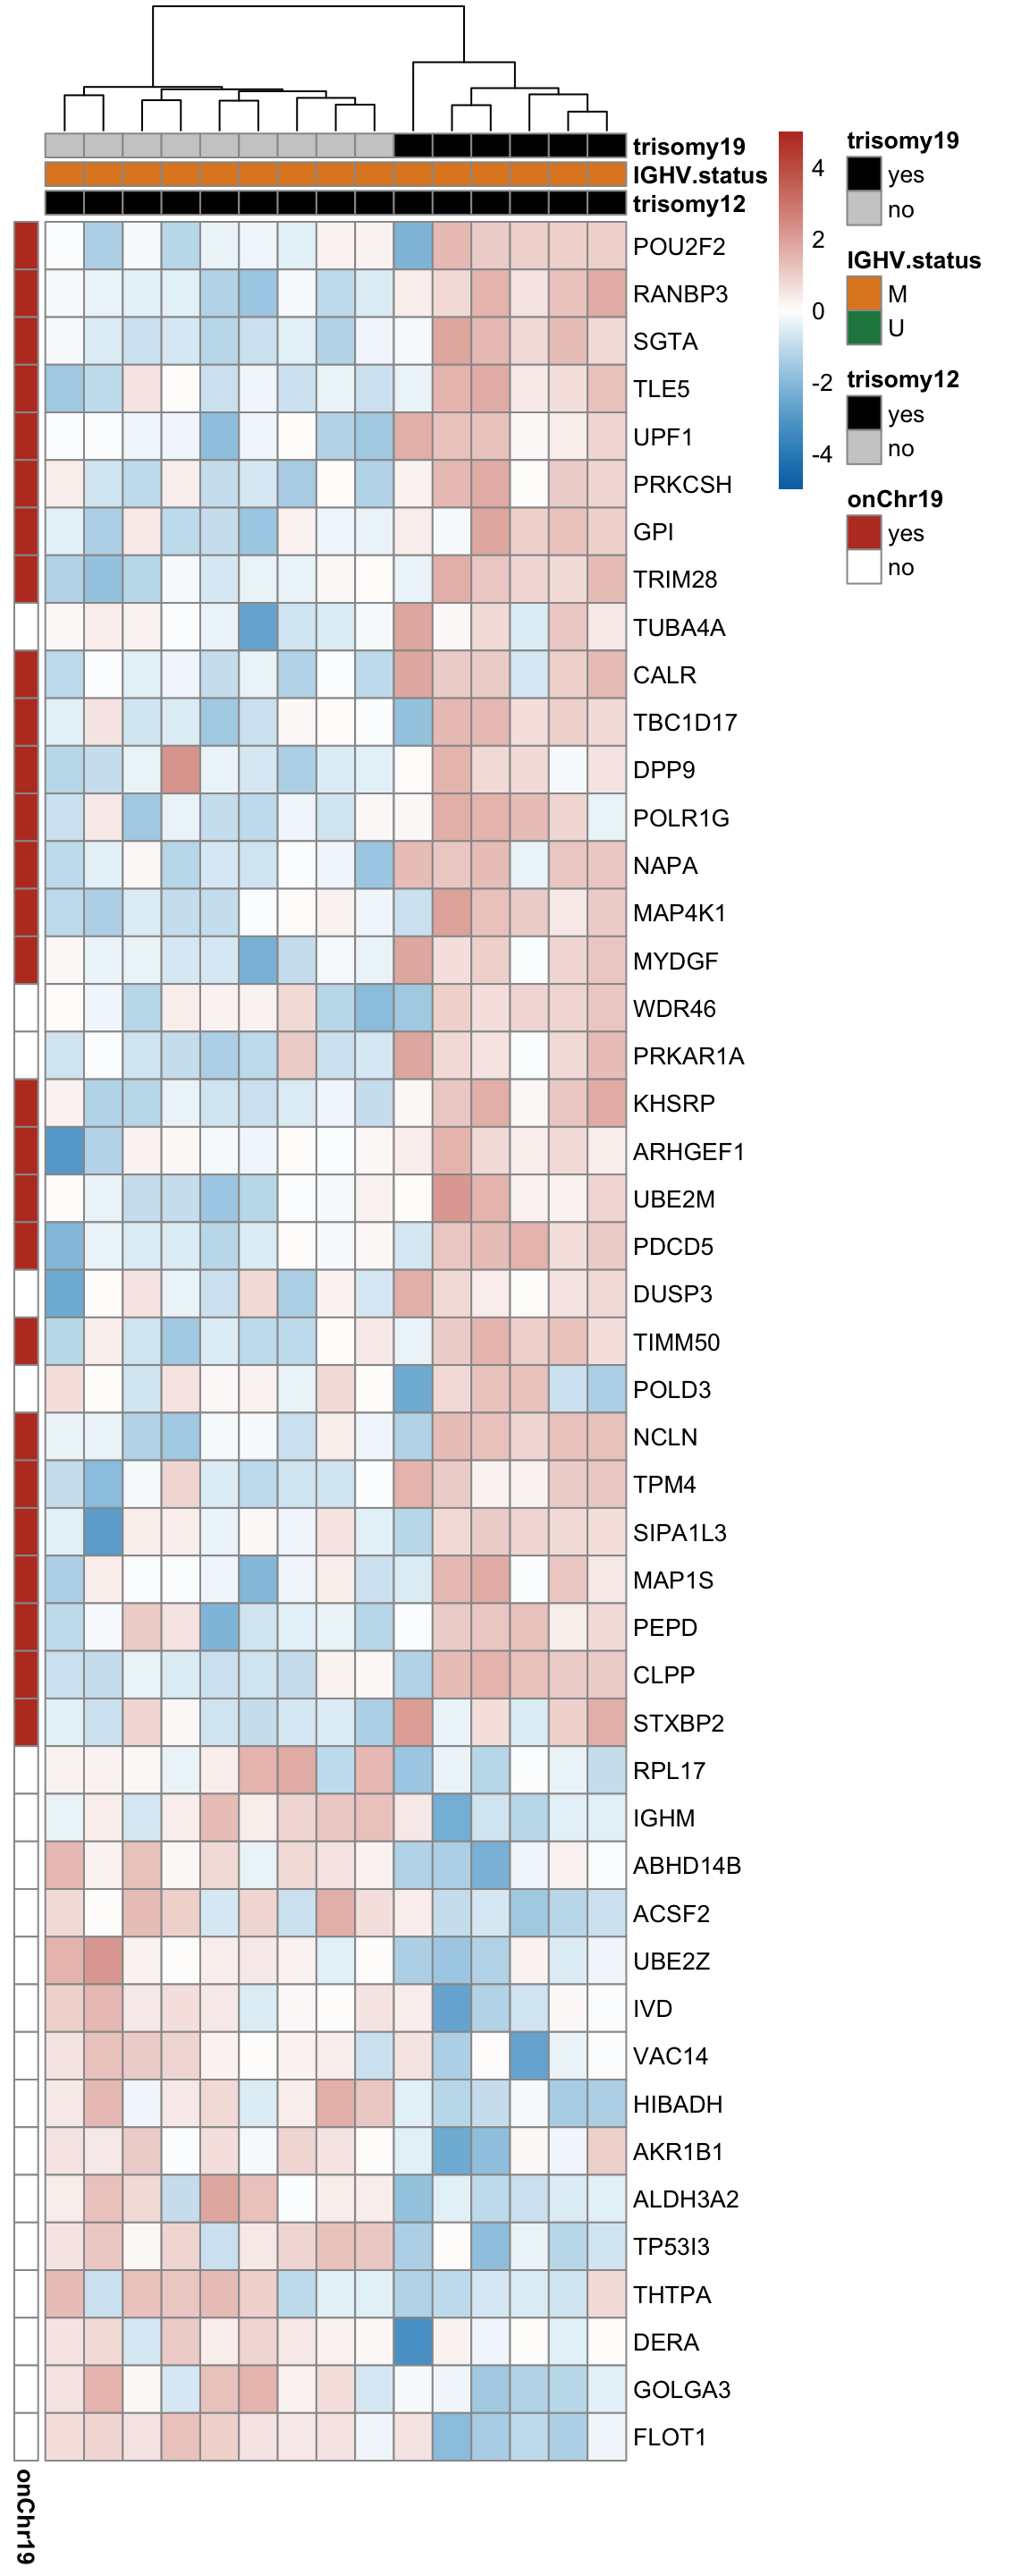 trisomy19
IGHV.status
trisomy12
POU2F2
RANBP3
SGTA
TLE5
UPF1
PRKCSH
GPI
TRIM28
TUBA4A
CALR
TBC1D17
DPP9
POLR1G
NAPA
MAP4K1
MYDGF
WDR46
PRKAR1A
KHSRP
ARHGEF1
UBE2M
PDCD5
DUSP3
TIMM50
POLD3
NCLN
TPM4
SIPA1L3
MAP1S
PEPD
CLPP
STXBP2
RPL17
IGHM
ABHD14B
ACSF2
UBE2Z
IVD
VAC14
HIBADH
AKR1B1
ALDH3A2
TP53I3
THTPA
DERA
GOLGA3
FLOT1
onChr19
4
2
0
-2
-4
trisomy19
yes
no
IGHV.status
M
U
trisomy12
yes
no
onChr19
yes
no